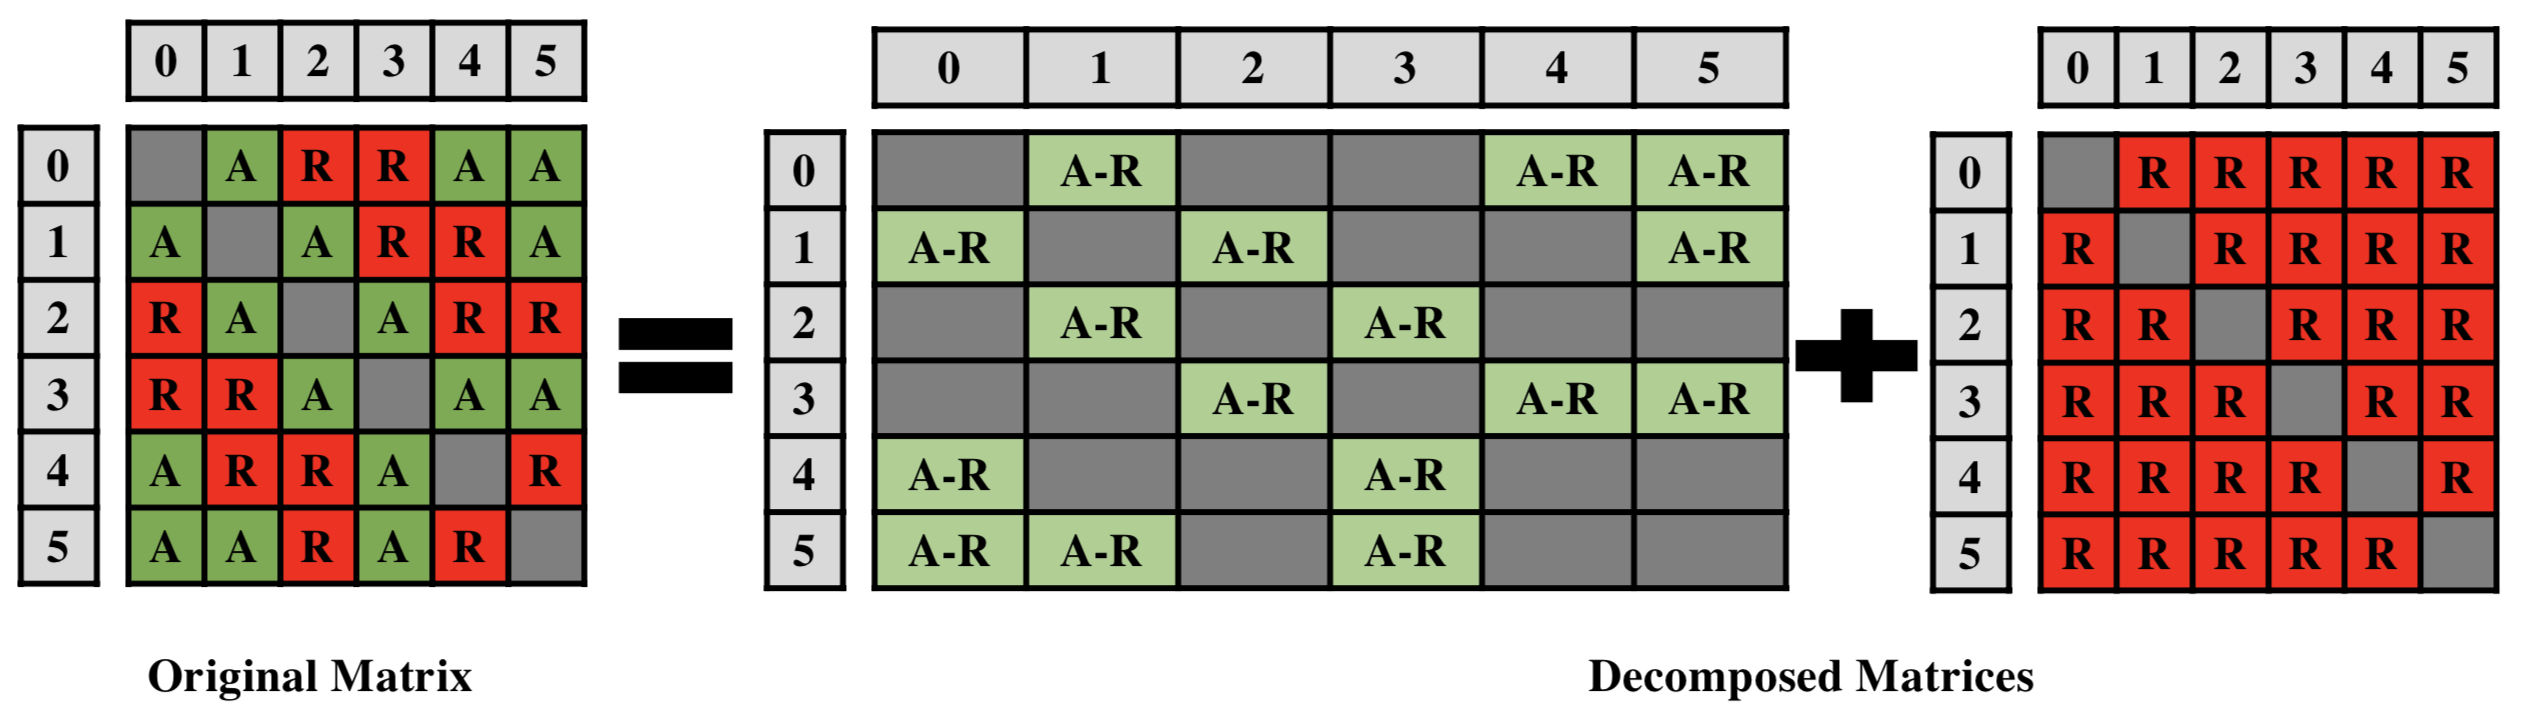 0 1 2 3 4 5
0 A R R A A
1 A A R R A
2 R A A R R
3 R R A A A
4 A R R A R
5 A A R A R
Original Matrix
0 1 2 3 4 5
0 A-R A-R A-R
1 A-R A-R A-R
2 A-R A-R
3 A-R A-R A-R
4 A-R A-R
5 A-R A-R A-R
0 1 2 3 4 5
0 R R R R R
1 R R R R R
2 R R R R R
3 R R R R R
4 R R R R R
5 R R R R R
Decomposed Matrices